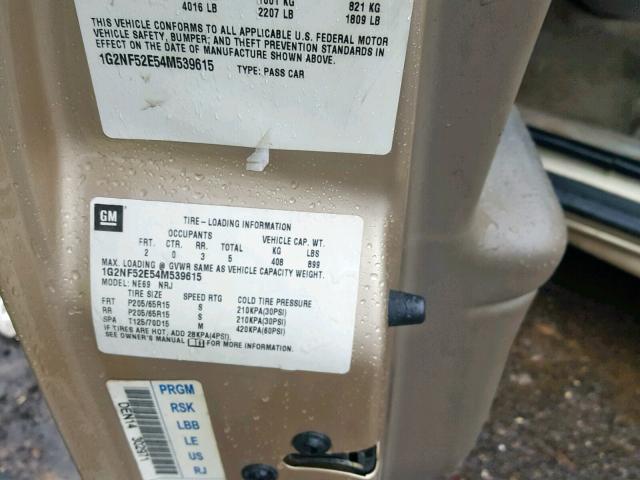 4016 LB 2207 LB 1809 LB
821 KG
THIS VEHICLE CONFORMS TO ALL APPLICABLE U.S. FEDERAL MOTOR
VEHICLE SAFETY, BUMPER, AND THEFT PREVENTION STANDARDS IN
EFFECT ON THE DATE OF MANUFACTURE SHOWN ABOVE.
1G2NF52E54M539615
TYPE: PASS CAR
GM
TIRE-LOADING INFORMATION
OCCUPANTS VEHICLE CAP. WT.
FRT. CTR. RR. TOTAL KG LBS
2 0 3 5 408 899
MAX. LOADING @ GVWR SAME AS VEHICLE CAPACITY WEIGHT.
1G2NF52E54M539615
MODEL: NE69 NRJ
TIRE SIZE SPEED RTG COLD TIRE PRESSURE
FRT P205/65R15 S 210KPA(30PSI)
RR P205/65R15 S 210KPA(30PSI)
SPA T125/70D15 M 420KPA(60PSI)
IF TIRES ARE HOT, ADD 28KPA(4PSI).
SEE OWNER'S MANUAL FOR MORE INFORMATION.
PRGM
RSK
LBB
LE
US
RJ
DEN14